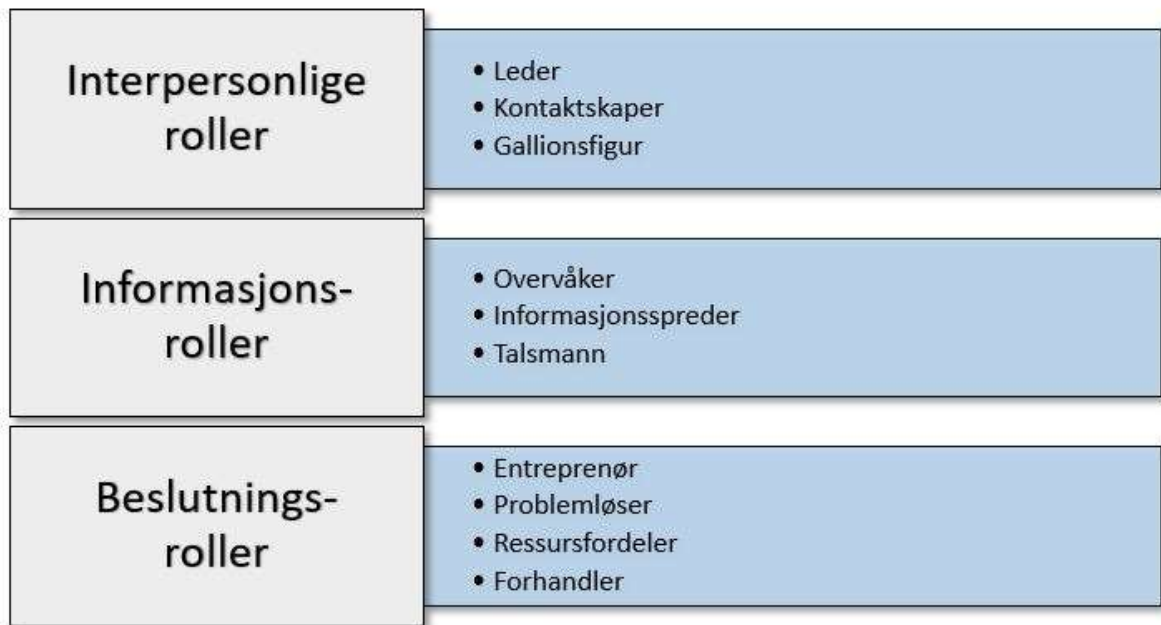 Interpersonlige
roller
• Leder
• Kontaktskaper
• Gallionsfigur
Informasjons-
roller
• Overvåker
• Informasjonsspreder
• Talsmann
Beslutnings-
roller
• Entreprenør
• Problemløser
• Ressursfordeler
• Forhandler